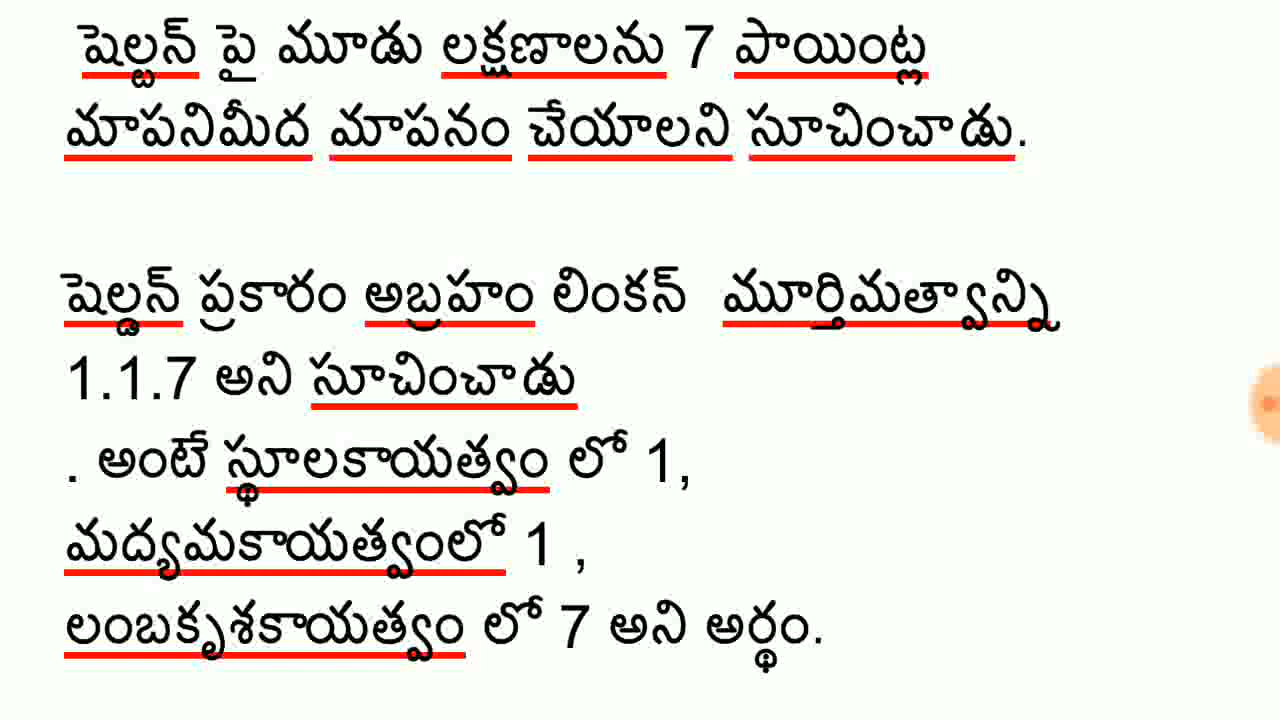 షెల్టన్ పై మూడు లక్షణాలను 7 పాయింట్ల
మాపనిమీద మాపనం చేయాలని సూచించాడు.
షెల్డన్ ప్రకారం అబ్రహం లింకన్ మూర్తిమత్వాన్ని
1.1.7 అని సూచించాడు
. అంటే స్థూలకాయత్వం లో 1,
మద్యమకాయత్వంలో 1 ,
లంబకృశకాయత్వం లో 7 అని అర్థం.